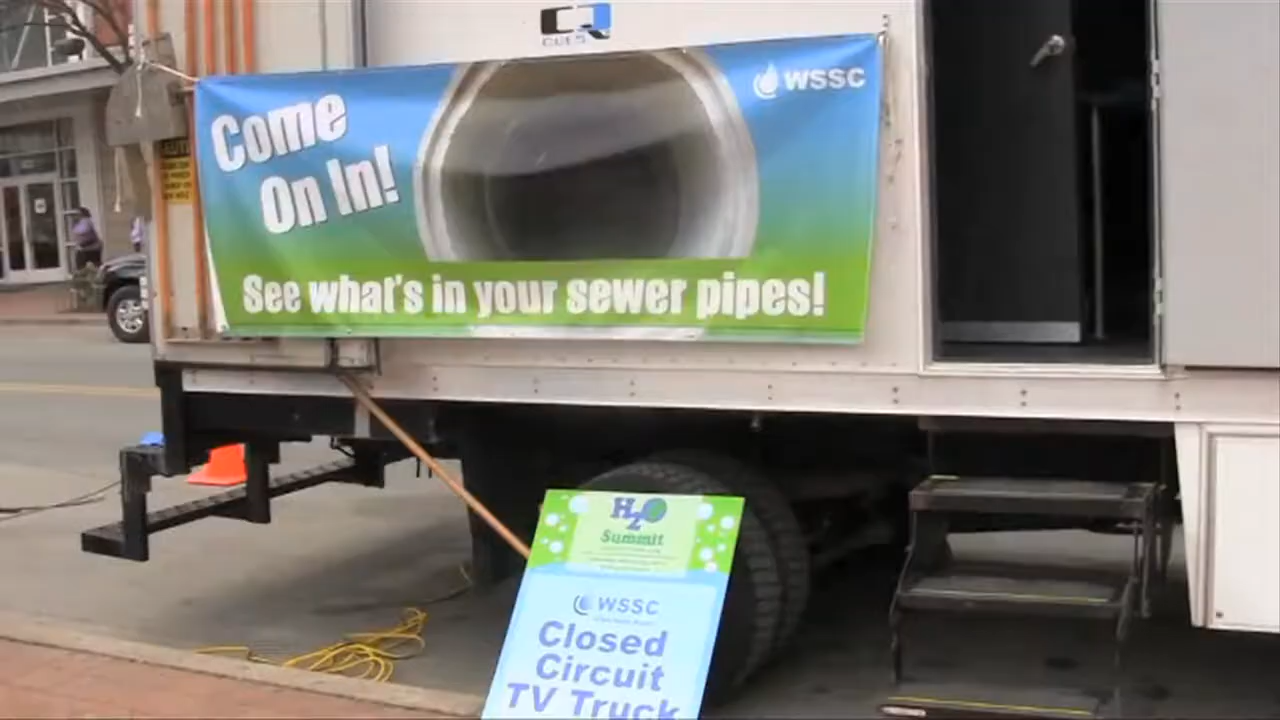 CUES
WSSC
Come
On In!
See what's in your sewer pipes!
H2O
Summit
WSSC
Closed
Circuit
TV Truck